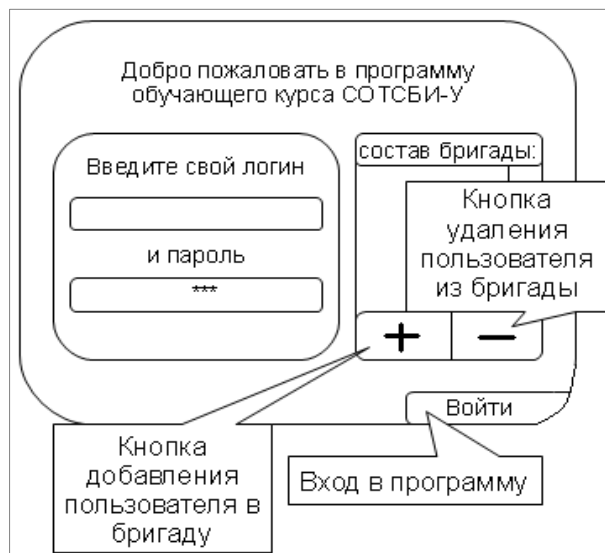 Добро пожаловать в программу
обучающего курса СОТСБИ-У
Введите свой логин
и пароль
***
состав бригады:
Кнопка
удаления
пользователя
из бригады
+
−
Войти
Кнопка
добавления
пользователя в
бригаду
Вход в программу